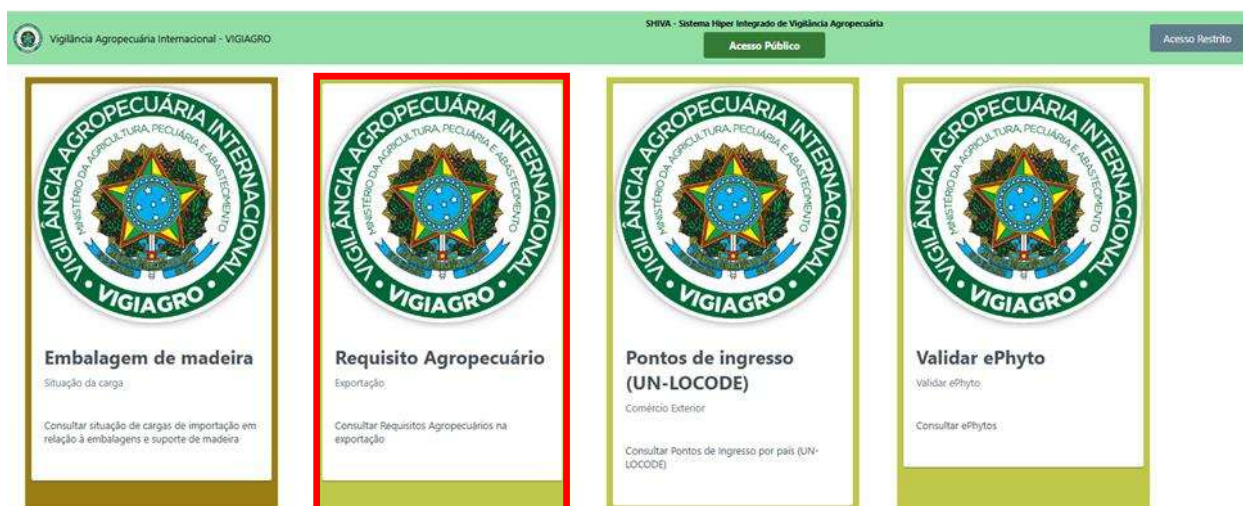 SHIVA - Sistema Hiper Integrado de Vigilância Agropecuária
Vigilância Agropecuária Internacional - VIGIAGRO
Acesso Público
Acesso Restrito
VIGILÂNCIA AGROPECUÁRIA INTERNACIONAL
MINISTÉRIO DA AGRICULTURA, PECUÁRIA E ABASTECIMENTO
• VIGIAGRO •
Embalagem de madeira
Situação da carga
Consultar situação de cargas de importação em
relação à embalagens e suporte de madeira
VIGILÂNCIA AGROPECUÁRIA INTERNACIONAL
MINISTÉRIO DA AGRICULTURA, PECUÁRIA E ABASTECIMENTO
• VIGIAGRO •
Requisito Agropecuário
Exportação
Consultar Requisitos Agropecuários na
exportação
VIGILÂNCIA AGROPECUÁRIA INTERNACIONAL
MINISTÉRIO DA AGRICULTURA, PECUÁRIA E ABASTECIMENTO
• VIGIAGRO •
Pontos de ingresso
(UN-LOCODE)
Comércio Exterior
Consultar Pontos de Ingresso por país (UN-
LOCODE)
VIGILÂNCIA AGROPECUÁRIA INTERNACIONAL
MINISTÉRIO DA AGRICULTURA, PECUÁRIA E ABASTECIMENTO
• VIGIAGRO •
Validar ePhyto
Validar ePhyto
Consultar ePhytos